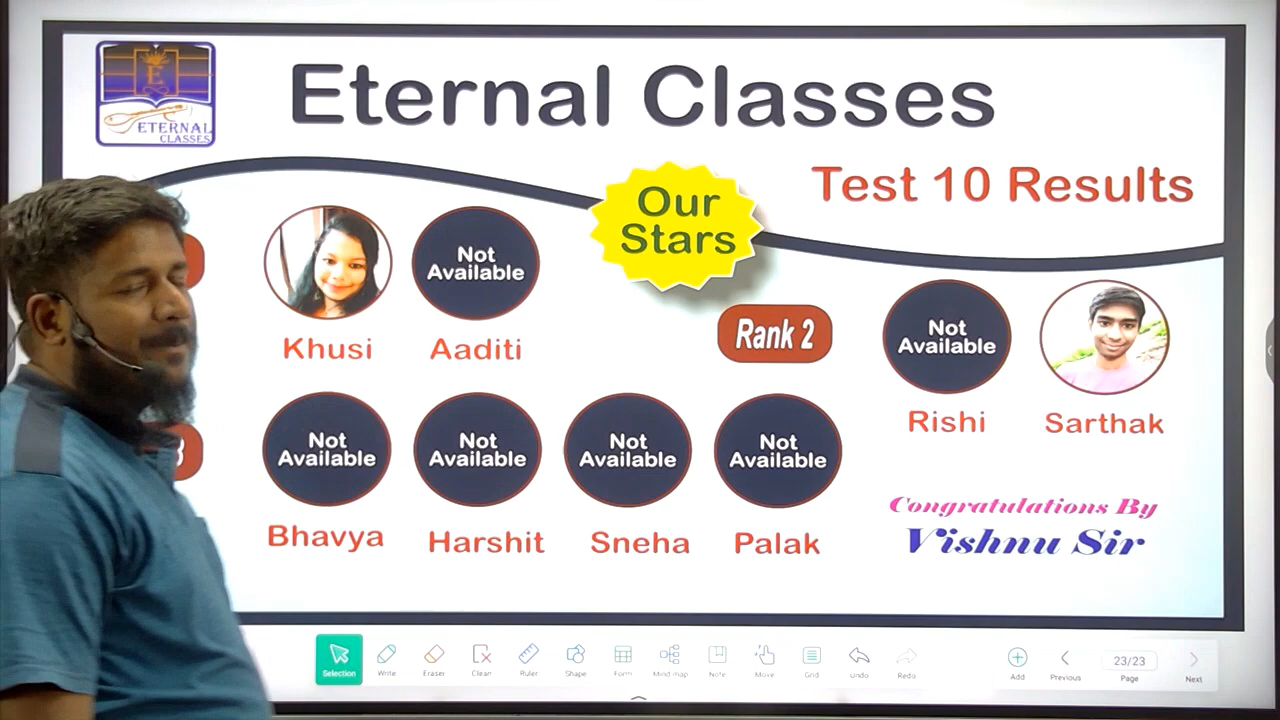 Eternal Classes
E
ETERNAL
CLASSES
Test 10 Results
Our
Stars
Not
Available
Khusi
Aaditi
Rank 2
Not
Available
Rishi
Sarthak
3
Not
Available
Not
Available
Not
Available
Not
Available
Bhavya
Harshit
Sneha
Palak
Congratulations By
Vishnu Sir
Selection
Write
Eraser
Clean
Ruler
Shape
Form
Mind map
Note
Move
Grid
Undo
Redo
Add
Previous
23/23
Page
Next